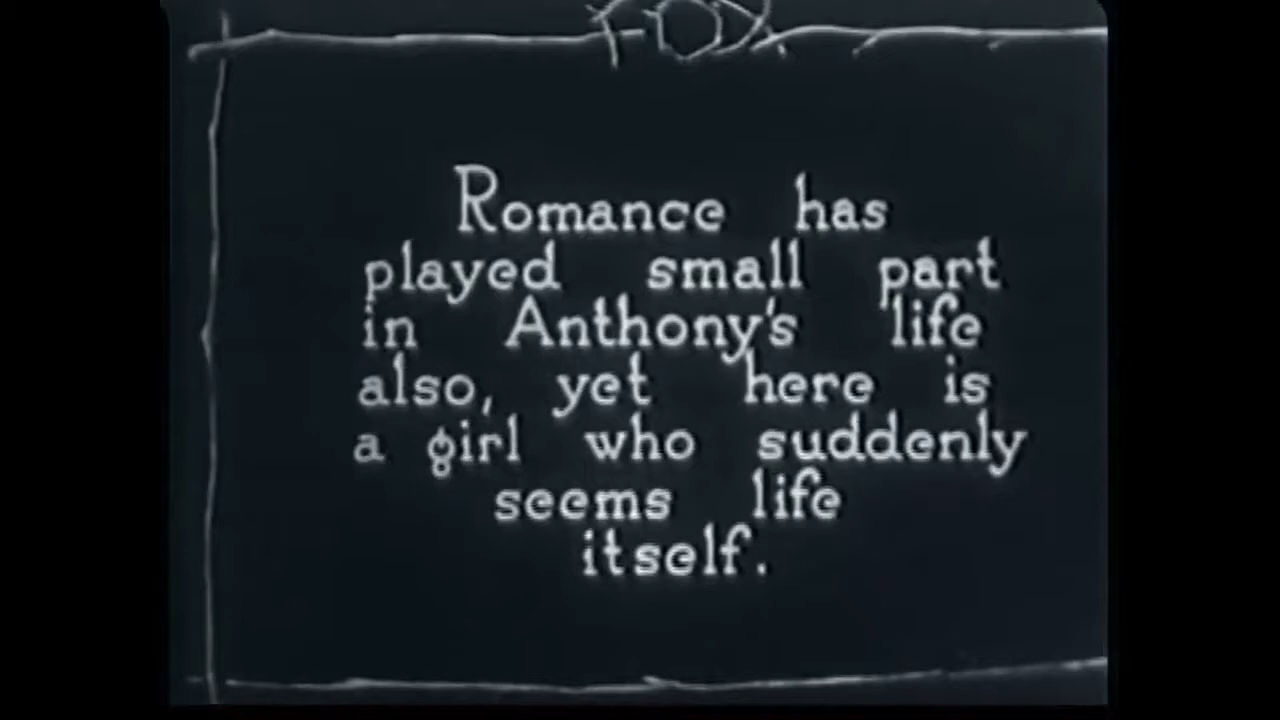 FOX
Romance has
played small part
in Anthony's life
also, yet here is
a girl who suddenly
seems life
itself.